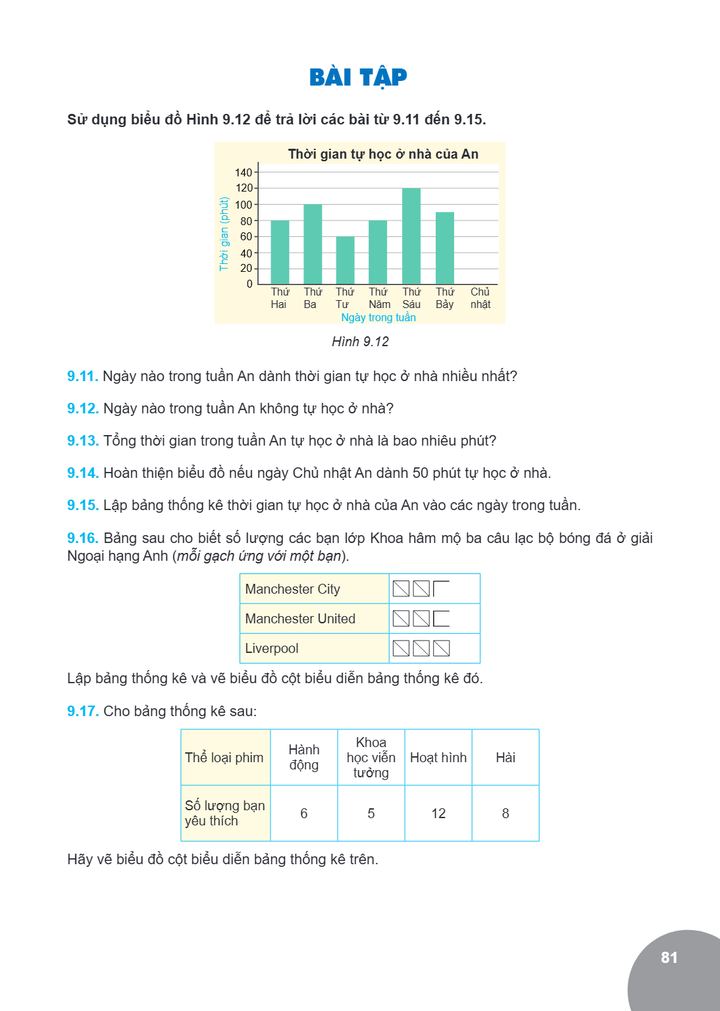 BÀI TẬP
Sử dụng biểu đồ Hình 9.12 để trả lời các bài từ 9.11 đến 9.15.
Thời gian tự học ở nhà của An
Thời gian (phút)
140
120
100
80
60
40
20
0
Thứ Hai
Thứ Ba
Thứ Tư
Thứ Năm
Thứ Sáu
Thứ Bảy
Chủ nhật
Ngày trong tuần
Hình 9.12
9.11. Ngày nào trong tuần An dành thời gian tự học ở nhà nhiều nhất?
9.12. Ngày nào trong tuần An không tự học ở nhà?
9.13. Tổng thời gian trong tuần An tự học ở nhà là bao nhiêu phút?
9.14. Hoàn thiện biểu đồ nếu ngày Chủ nhật An dành 50 phút tự học ở nhà.
9.15. Lập bảng thống kê thời gian tự học ở nhà của An vào các ngày trong tuần.
9.16. Bảng sau cho biết số lượng các bạn lớp Khoa hâm mộ ba câu lạc bộ bóng đá ở giải
Ngoại hạng Anh (mỗi gạch ứng với một bạn).
Manchester City
Manchester United
Liverpool
Lập bảng thống kê và vẽ biểu đồ cột biểu diễn bảng thống kê đó.
9.17. Cho bảng thống kê sau:
Thể loại phim
Hành động
Khoa học viễn tưởng
Hoạt hình
Hài
Số lượng bạn yêu thích
6
5
12
8
Hãy vẽ biểu đồ cột biểu diễn bảng thống kê trên.
81